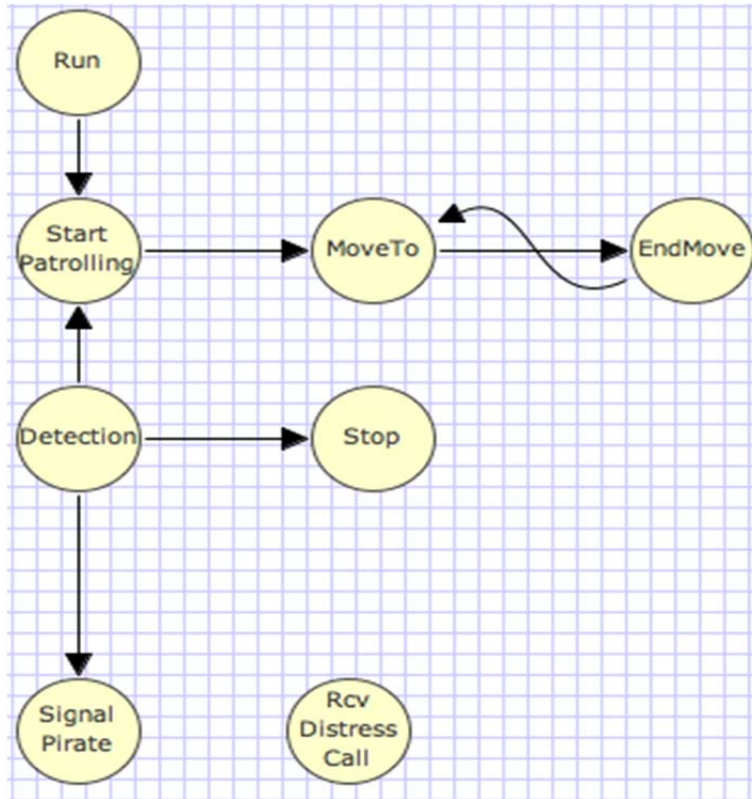 Run
Start
Patrolling
MoveTo
EndMove
Detection
Stop
Signal
Pirate
Rcv
Distress
Call